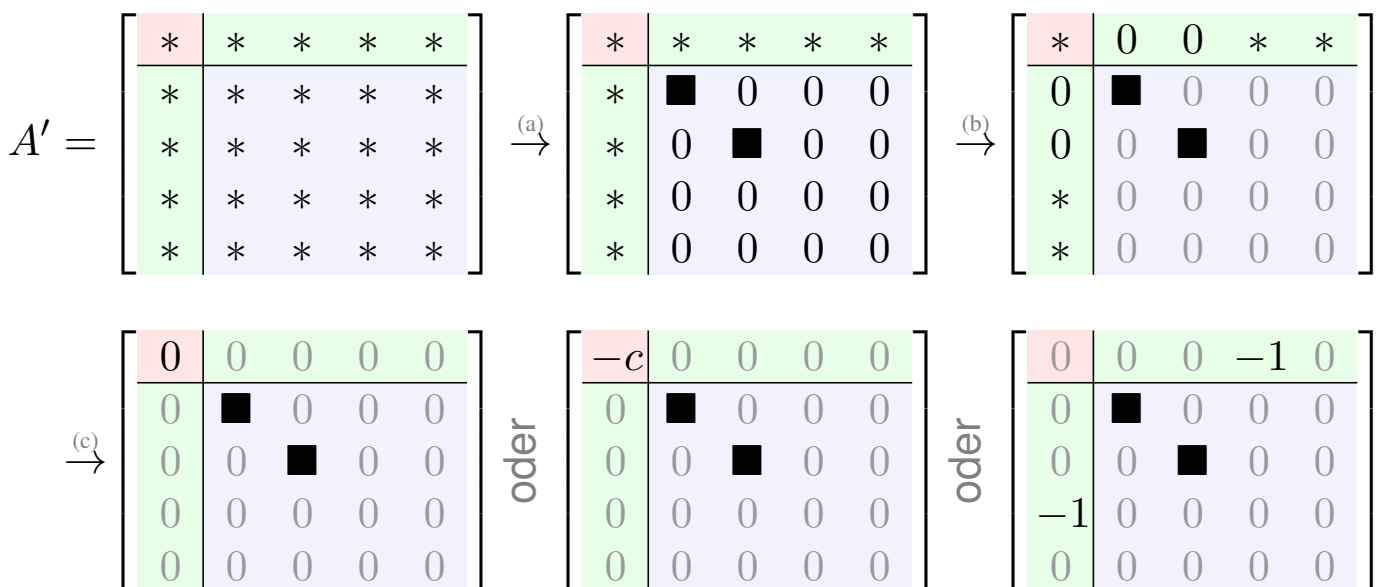 * * * * * * * * * * * 0 0 * *
* * * * * * ■ 0 0 0 0 ■ 0 0 0
A′ = * * * * * (a) → * 0 ■ 0 0 (b) → 0 0 ■ 0 0
* * * * * * 0 0 0 0 * 0 0 0 0
* * * * * * 0 0 0 0 * 0 0 0 0
0 0 0 0 0 −c 0 0 0 0 0 0 0 −1 0
0 ■ 0 0 0 0 ■ 0 0 0 0 ■ 0 0 0
(c) → 0 0 ■ 0 0 oder 0 0 ■ 0 0 oder 0 0 ■ 0 0
0 0 0 0 0 0 0 0 0 0 −1 0 0 0 0
0 0 0 0 0 0 0 0 0 0 0 0 0 0 0